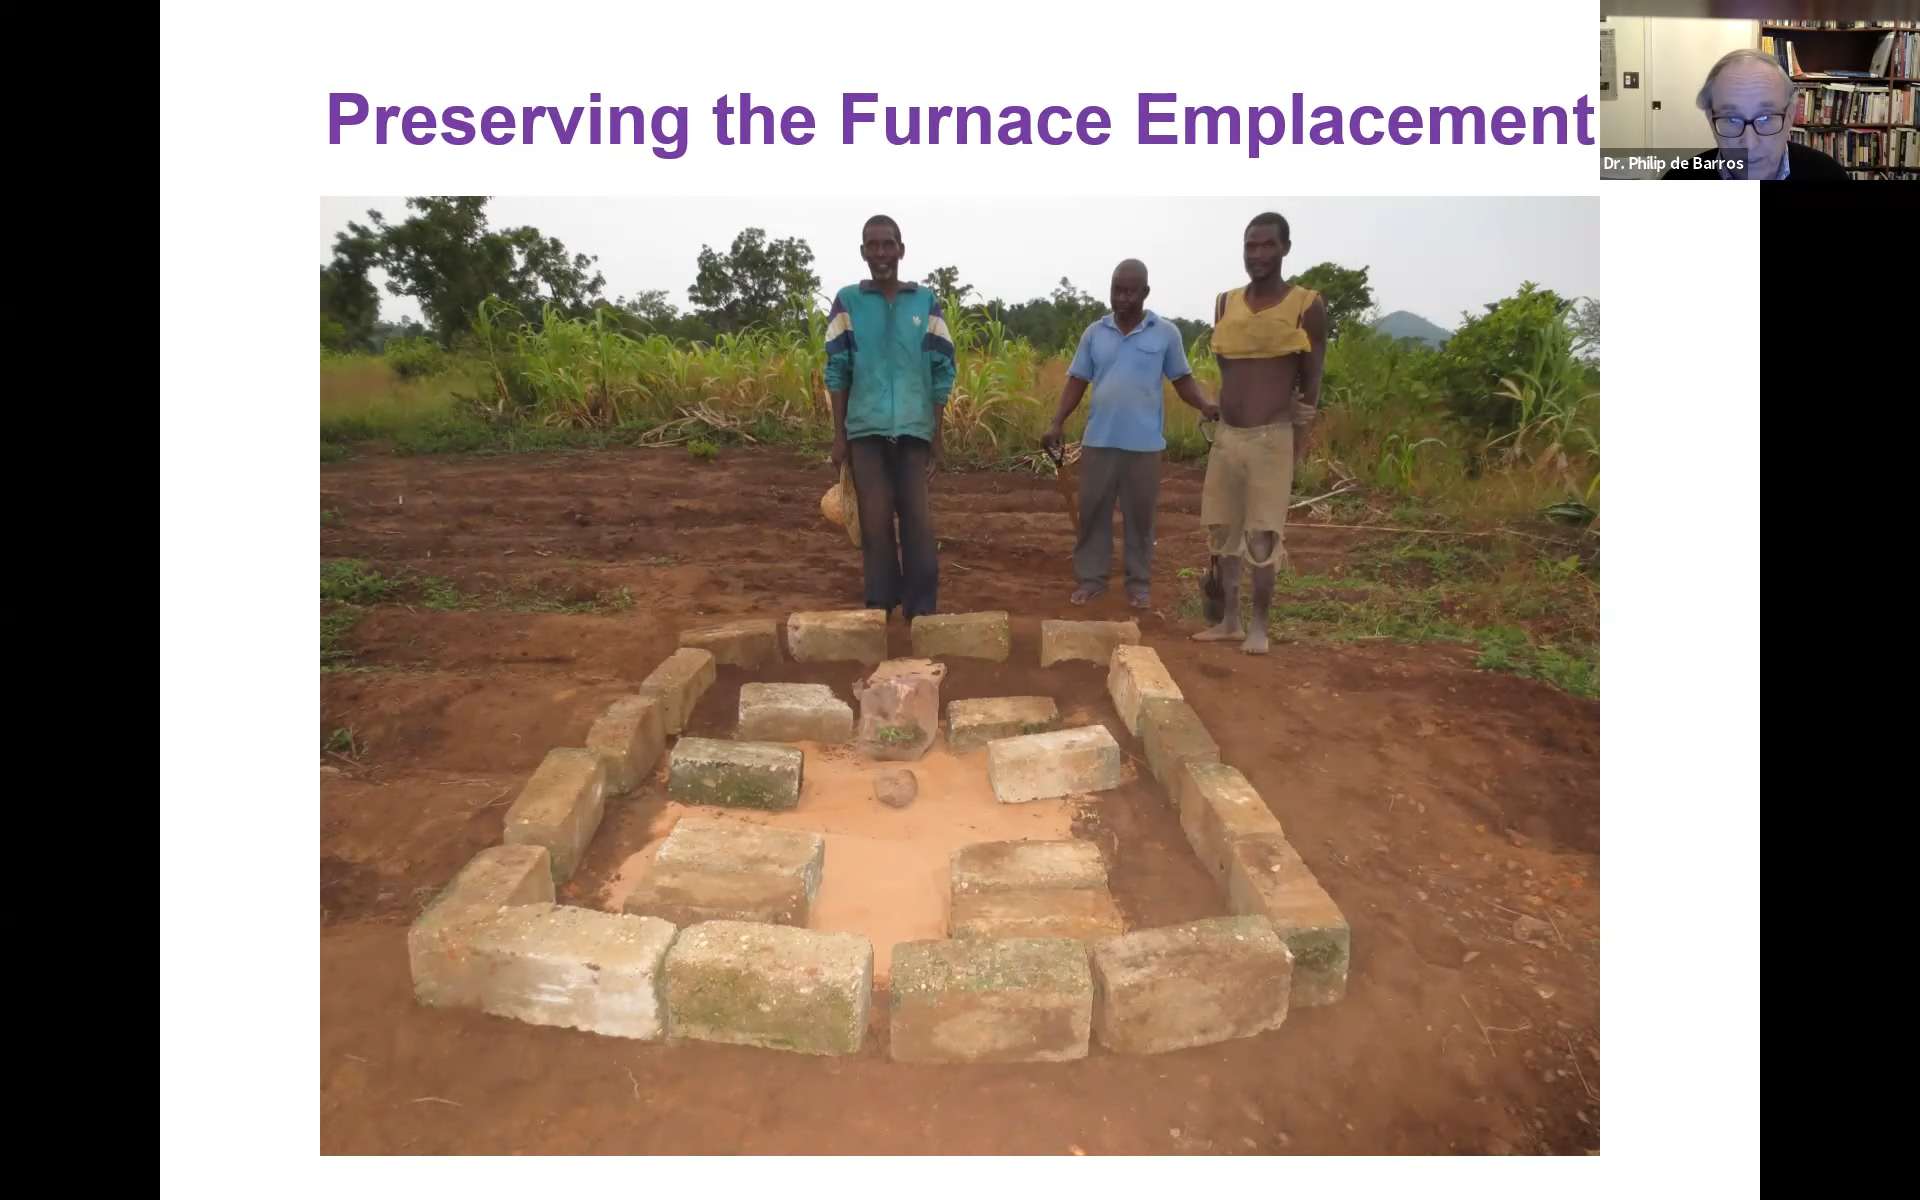 Preserving the Furnace Emplacement
Dr. Philip de Barros